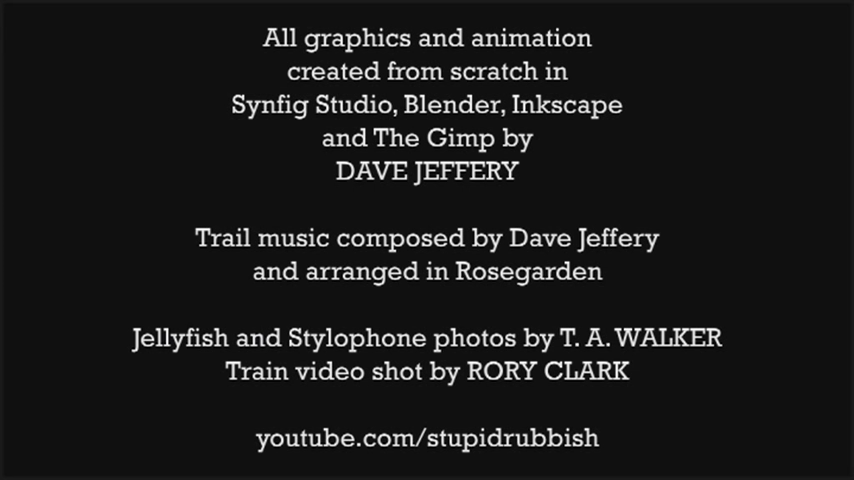 All graphics and animation
created from scratch in
Synfig Studio, Blender, Inkscape
and The Gimp by
DAVE JEFFERY
Trail music composed by Dave Jeffery
and arranged in Rosegarden
Jellyfish and Stylophone photos by T. A. WALKER
Train video shot by RORY CLARK
youtube.com/stupidrubbish